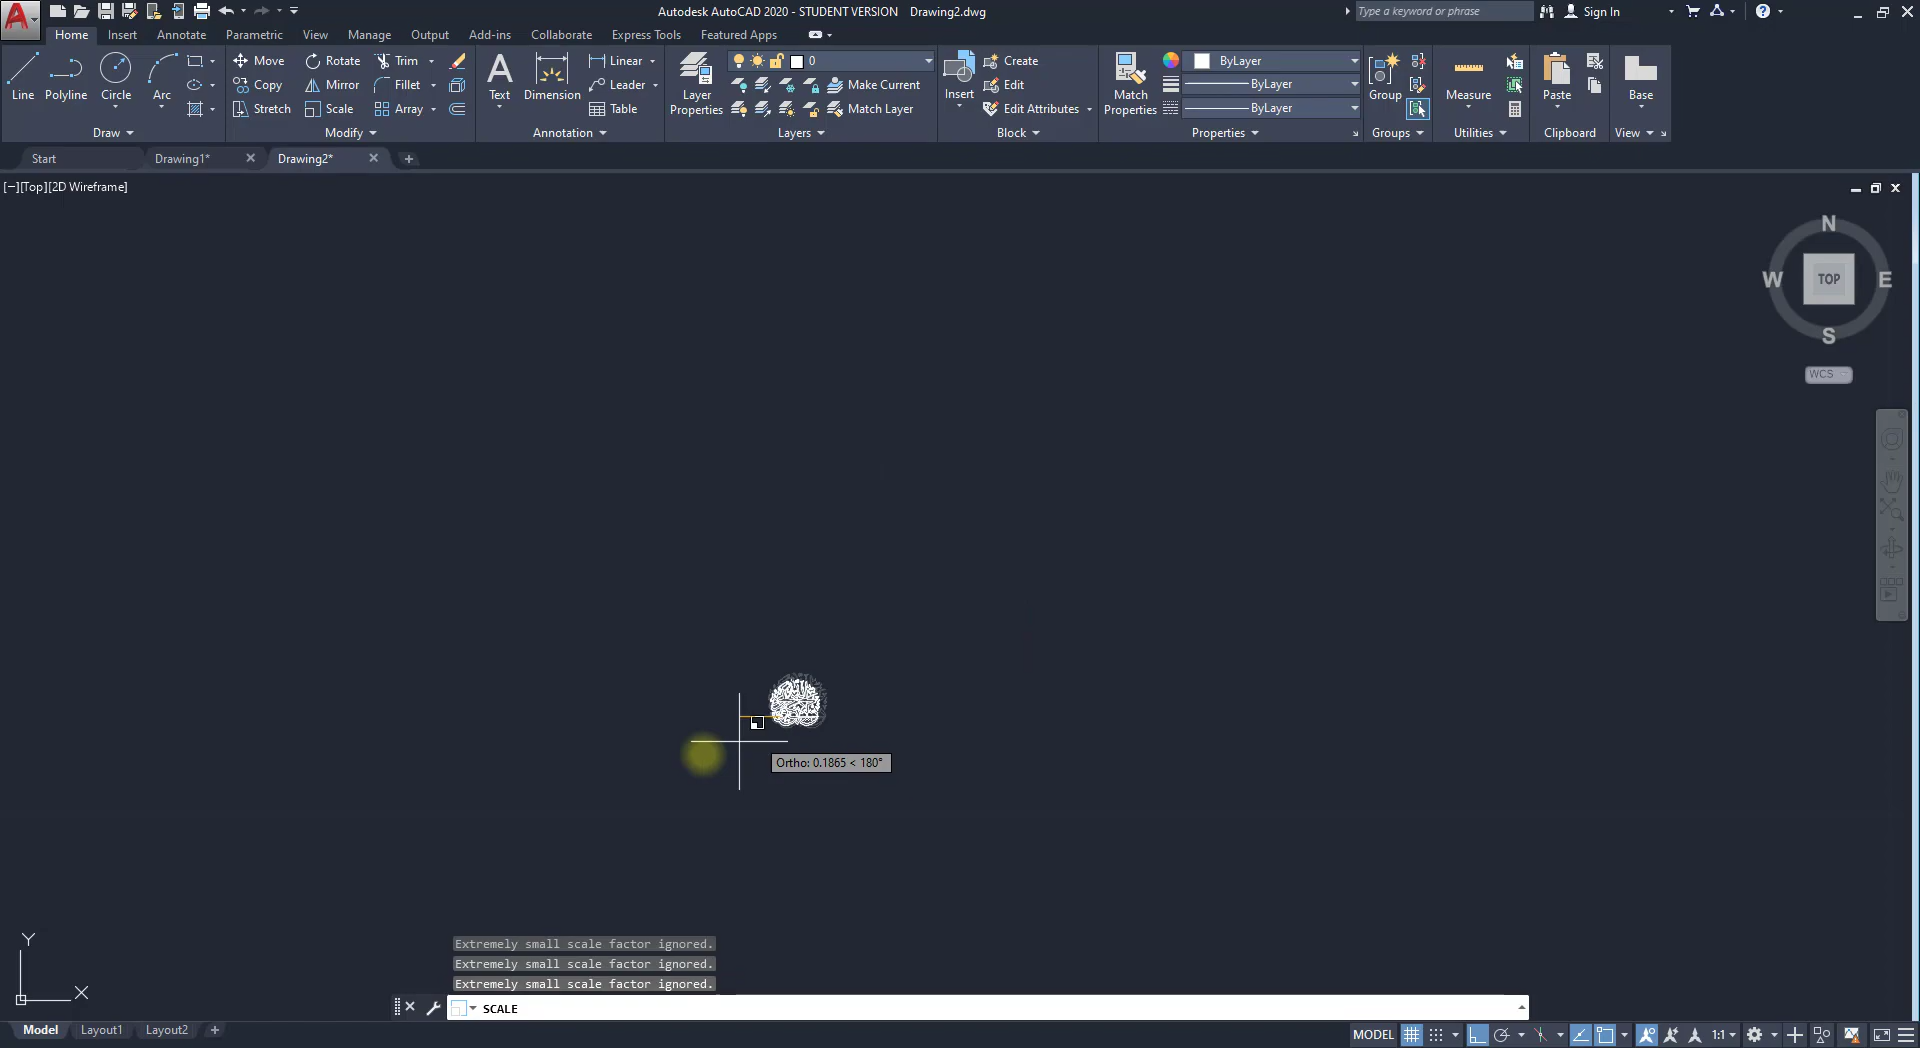 Autodesk AutoCAD 2020 - STUDENT VERSION Drawing2.dwg
Type a keyword or phrase
Sign In
Home Insert Annotate Parametric View Manage Output Add-ins Collaborate Express Tools Featured Apps
Line Polyline Circle Arc
Move Rotate Trim
Copy Mirror Fillet
Stretch Scale Array
Text Dimension
Linear
Leader
Table
Layer Properties
0
Make Current
Match Layer
Insert
Create
Edit
Edit Attributes
Match Properties
ByLayer
ByLayer
ByLayer
Group
Measure
Paste
Base
Draw Modify Annotation Layers Block Properties Groups Utilities Clipboard View
Start Drawing1* Drawing2*
[−][Top][2D Wireframe]
N
W TOP E
S
WCS
Ortho: 0.1865 < 180°
Y
X
Extremely small scale factor ignored.
Extremely small scale factor ignored.
Extremely small scale factor ignored.
SCALE
Model Layout1 Layout2
MODEL
1:1